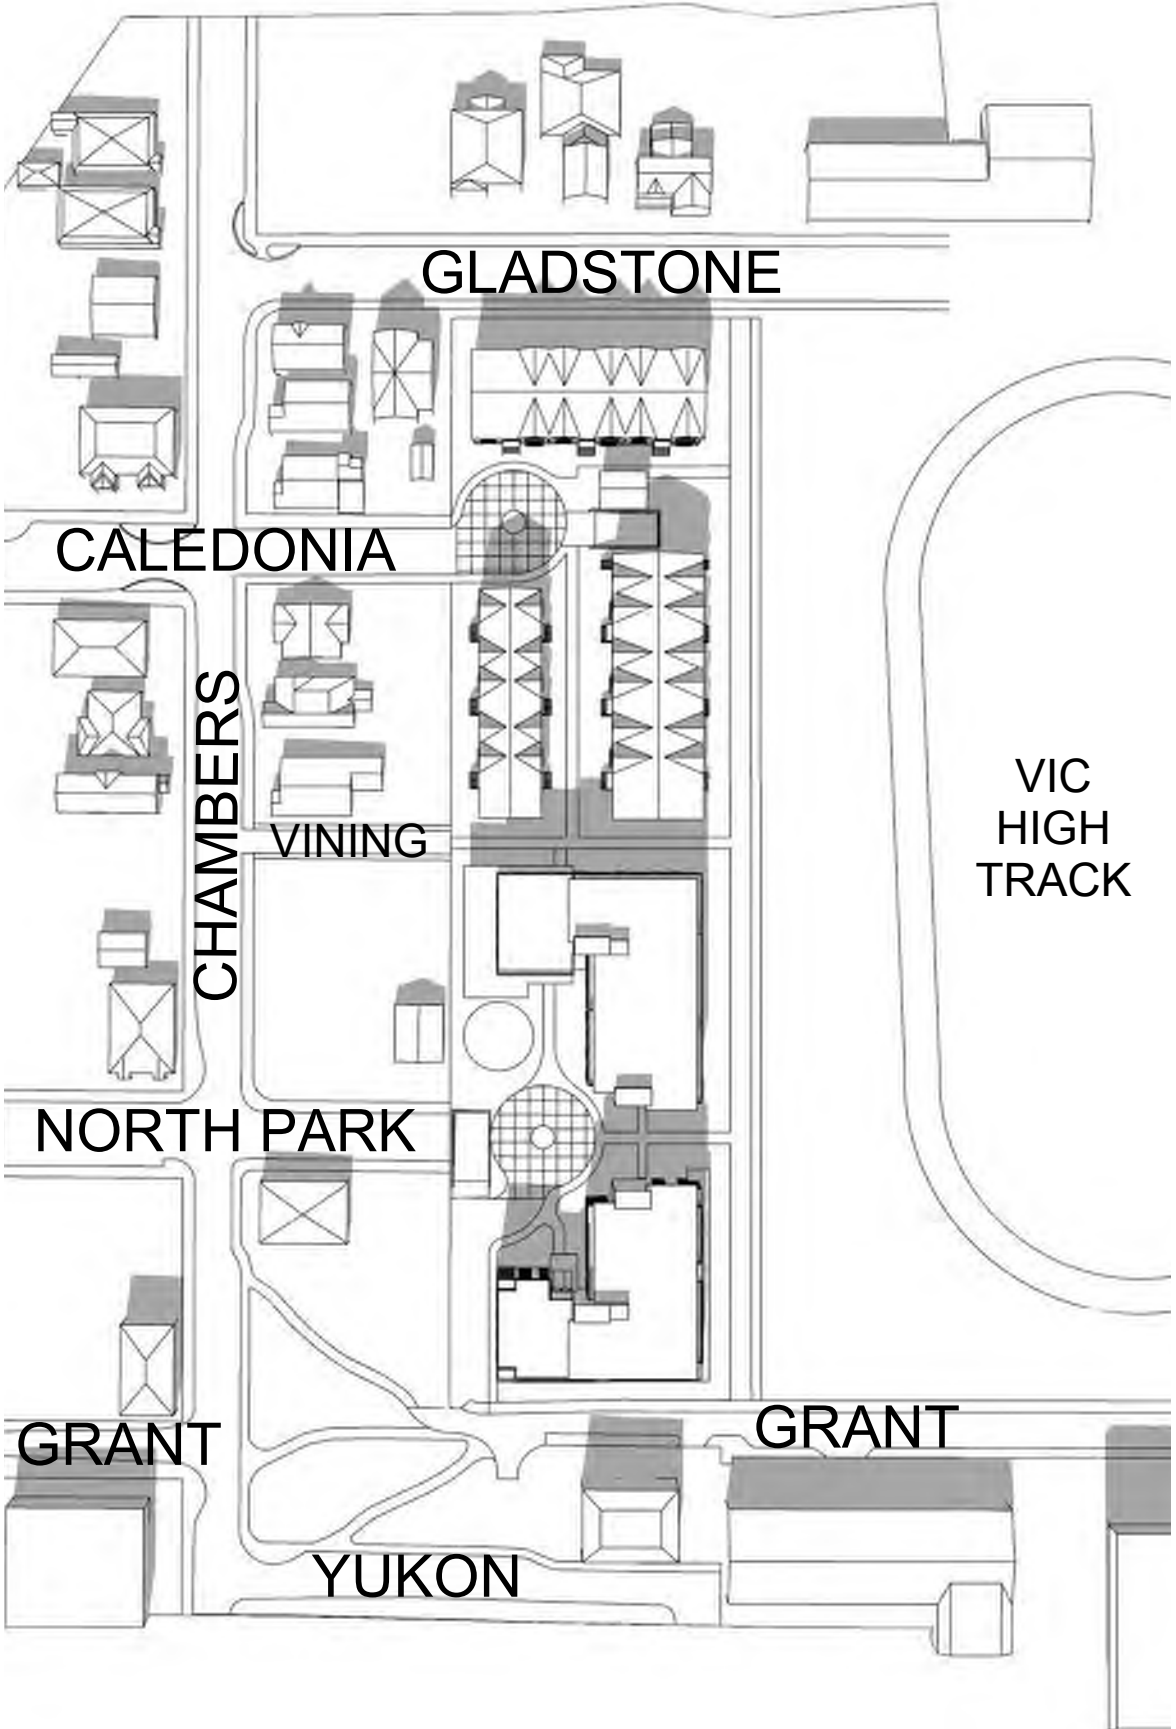 GLADSTONE
CALEDONIA
CHAMBERS
VIC
HIGH
TRACK
VINING
NORTH PARK
GRANT
GRANT
YUKON